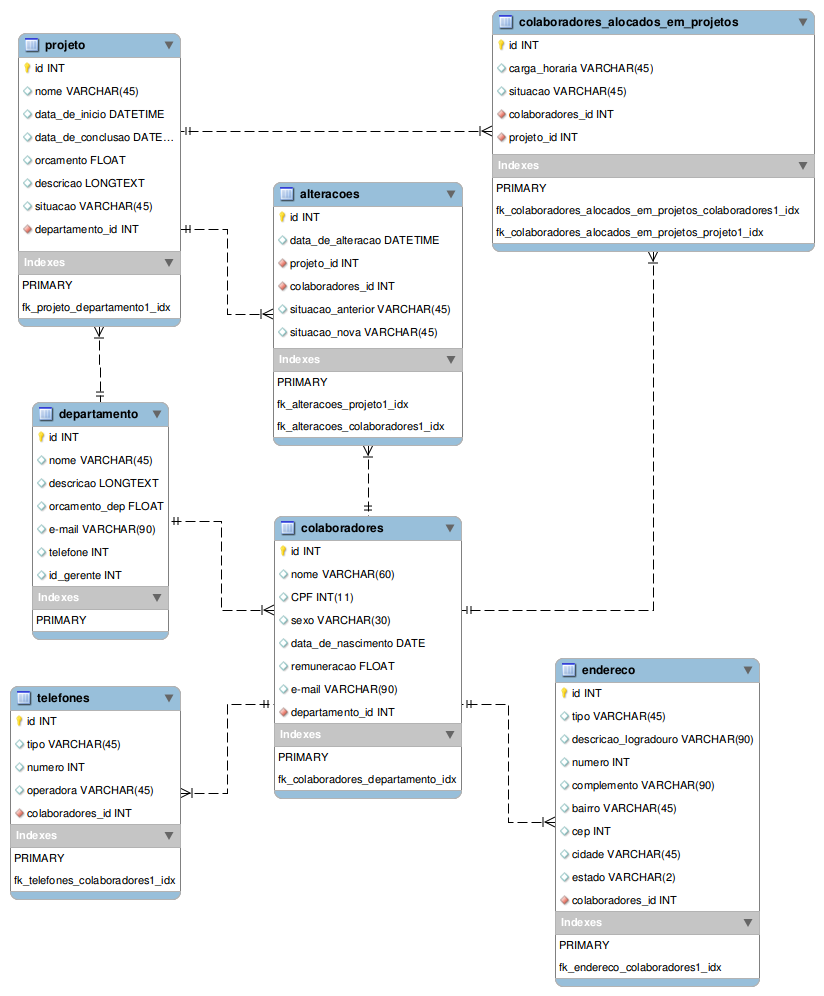 projeto
id INT
nome VARCHAR(45)
data_de_inicio DATETIME
data_de_conclusao DATE...
orcamento FLOAT
descricao LONGTEXT
situacao VARCHAR(45)
departamento_id INT
Indexes
PRIMARY
fk_projeto_departamento1_idx
colaboradores_alocados_em_projetos
id INT
carga_horaria VARCHAR(45)
situacao VARCHAR(45)
colaboradores_id INT
projeto_id INT
Indexes
PRIMARY
fk_colaboradores_alocados_em_projetos_colaboradores1_idx
fk_colaboradores_alocados_em_projetos_projeto1_idx
alteracoes
id INT
data_de_alteracao DATETIME
projeto_id INT
colaboradores_id INT
situacao_anterior VARCHAR(45)
situacao_nova VARCHAR(45)
Indexes
PRIMARY
fk_alteracoes_projeto1_idx
fk_alteracoes_colaboradores1_idx
departamento
id INT
nome VARCHAR(45)
descricao LONGTEXT
orcamento_dep FLOAT
e-mail VARCHAR(90)
telefone INT
id_gerente INT
Indexes
PRIMARY
colaboradores
id INT
nome VARCHAR(60)
CPF INT(11)
sexo VARCHAR(30)
data_de_nascimento DATE
remuneracao FLOAT
e-mail VARCHAR(90)
departamento_id INT
Indexes
PRIMARY
fk_colaboradores_departamento_idx
telefones
id INT
tipo VARCHAR(45)
numero INT
operadora VARCHAR(45)
colaboradores_id INT
Indexes
PRIMARY
fk_telefones_colaboradores1_idx
endereco
id INT
tipo VARCHAR(45)
descricao_logradouro VARCHAR(90)
numero INT
complemento VARCHAR(90)
bairro VARCHAR(45)
cep INT
cidade VARCHAR(45)
estado VARCHAR(2)
colaboradores_id INT
Indexes
PRIMARY
fk_endereco_colaboradores1_idx